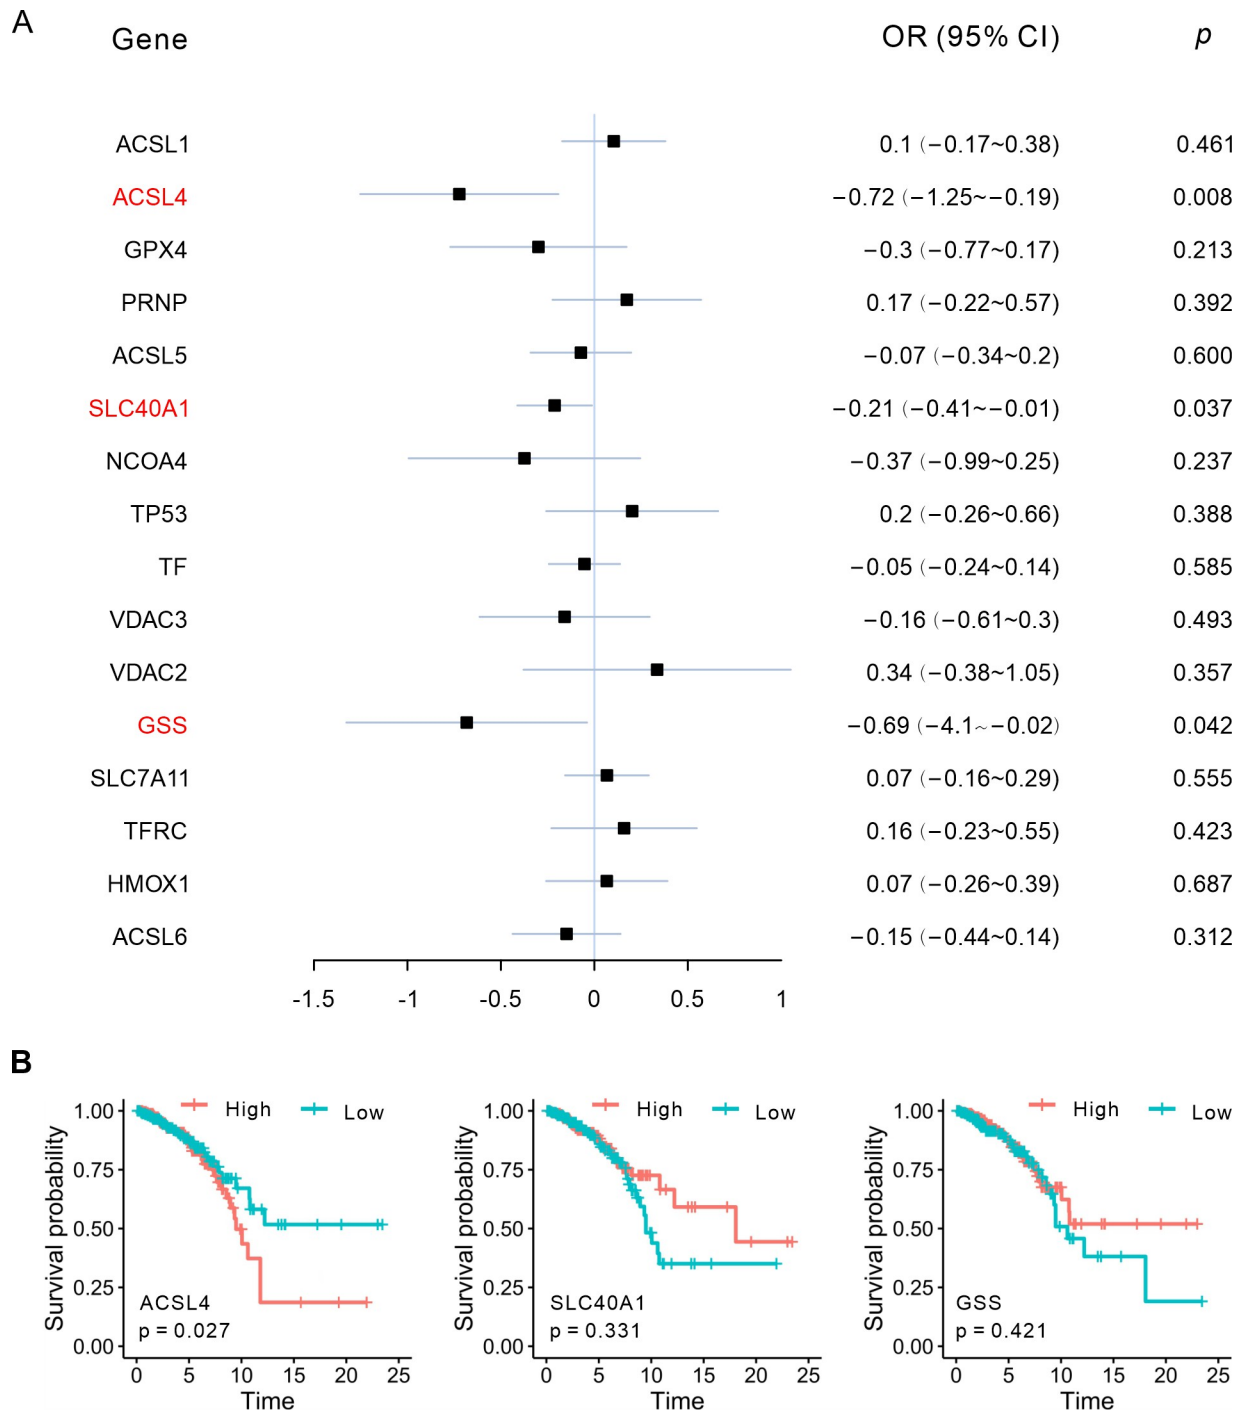 A
Gene OR (95% CI) p
ACSL1 0.1 (−0.17~0.38) 0.461
ACSL4 −0.72 (−1.25~−0.19) 0.008
GPX4 −0.3 (−0.77~0.17) 0.213
PRNP 0.17 (−0.22~0.57) 0.392
ACSL5 −0.07 (−0.34~0.2) 0.600
SLC40A1 −0.21 (−0.41~−0.01) 0.037
NCOA4 −0.37 (−0.99~0.25) 0.237
TP53 0.2 (−0.26~0.66) 0.388
TF −0.05 (−0.24~0.14) 0.585
VDAC3 −0.16 (−0.61~0.3) 0.493
VDAC2 0.34 (−0.38~1.05) 0.357
GSS −0.69 (−4.1~−0.02) 0.042
SLC7A11 0.07 (−0.16~0.29) 0.555
TFRC 0.16 (−0.23~0.55) 0.423
HMOX1 0.07 (−0.26~0.39) 0.687
ACSL6 −0.15 (−0.44~0.14) 0.312
-1.5 -1 -0.5 0 0.5 1
B
Survival probability
1.00
0.75
0.50
0.25
0.00
High Low
ACSL4
p = 0.027
0 5 10 15 20 25
Time
Survival probability
1.00
0.75
0.50
0.25
0.00
High Low
SLC40A1
p = 0.331
0 5 10 15 20 25
Time
Survival probability
1.00
0.75
0.50
0.25
0.00
High Low
GSS
p = 0.421
0 5 10 15 20 25
Time